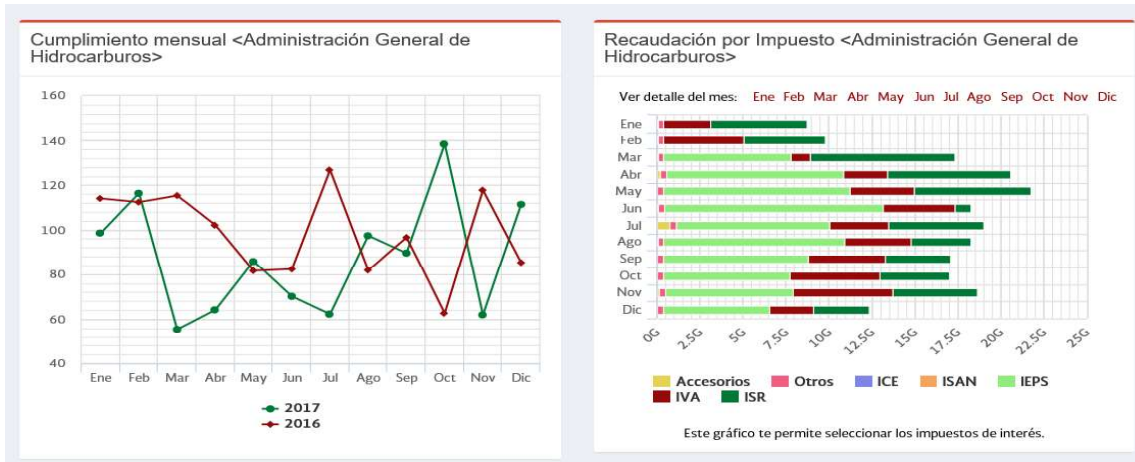 Cumplimiento mensual <Administración General de
Hidrocarburos>
160
140
120
100
80
60
40
Ene Feb Mar Abr May Jun Jul Ago Sep Oct Nov Dic
2017
2016
Recaudación por Impuesto <Administración General de
Hidrocarburos>
Ver detalle del mes: Ene Feb Mar Abr May Jun Jul Ago Sep Oct Nov Dic
Ene
Feb
Mar
Abr
May
Jun
Jul
Ago
Sep
Oct
Nov
Dic
0G 2.5G 5G 7.5G 10G 12.5G 15G 17.5G 20G 22.5G 25G
Accesorios Otros ICE ISAN IEPS
IVA ISR
Este gráfico te permite seleccionar los impuestos de interés.